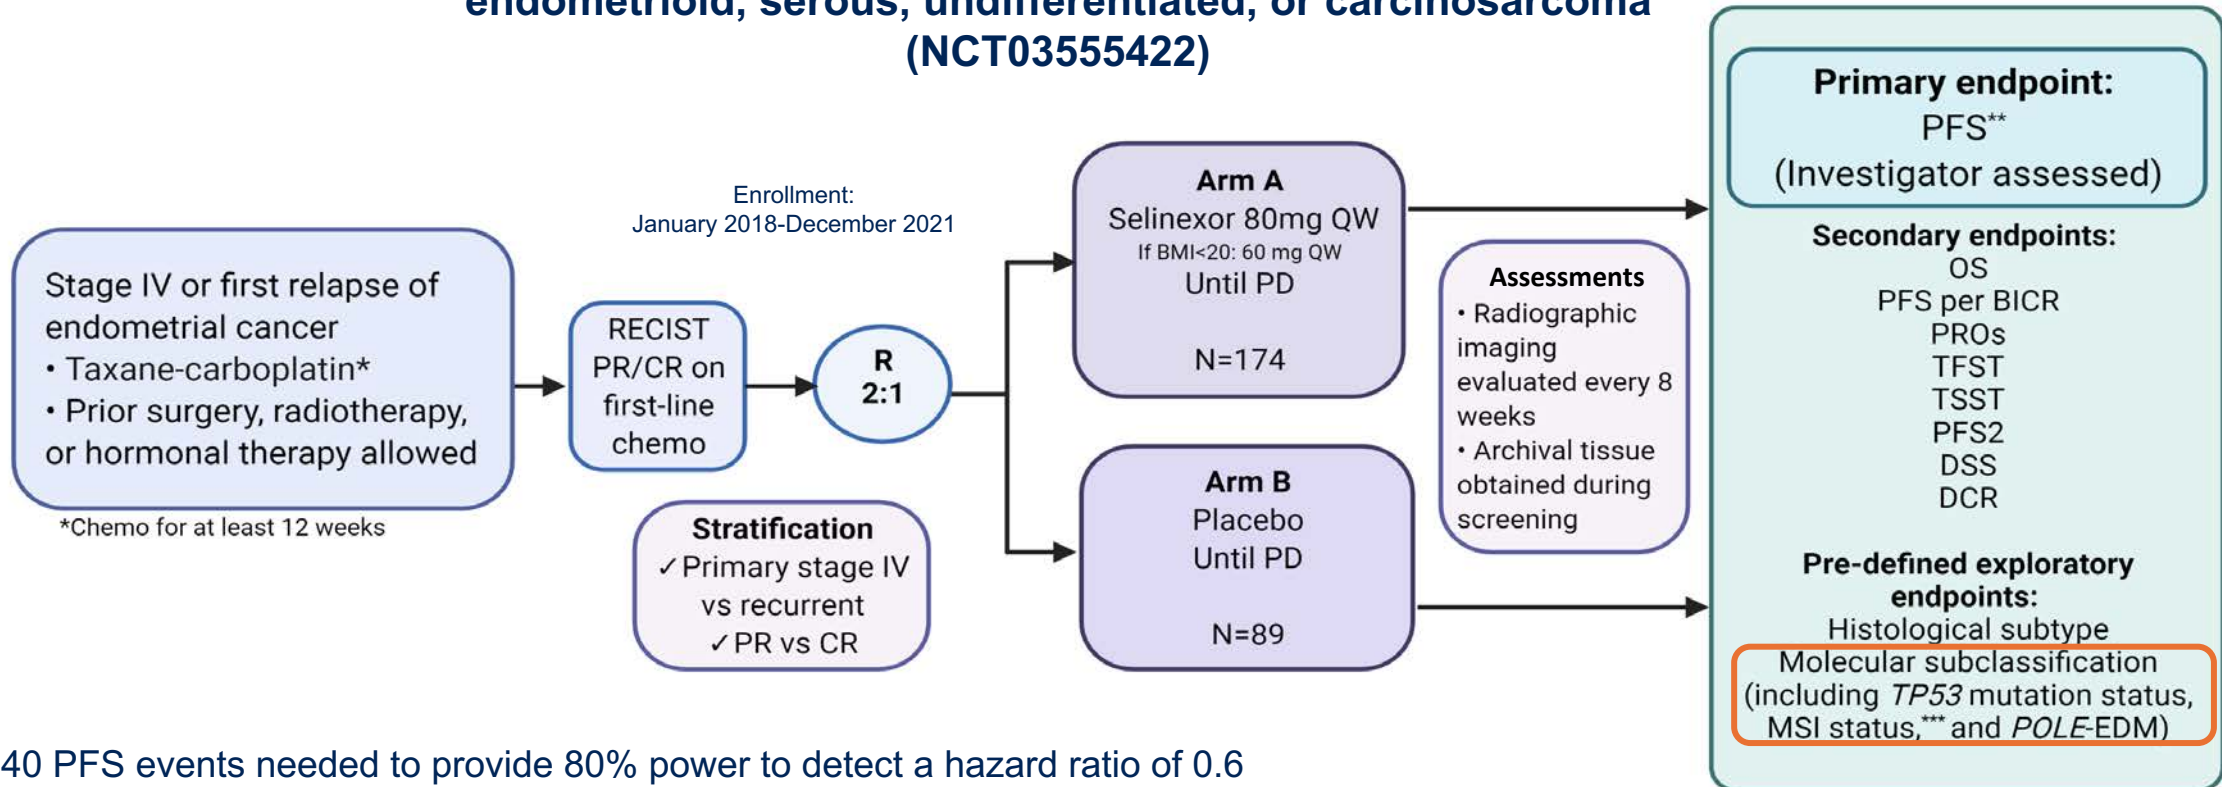 endometrioid, serous, undifferentiated, or carcinosarcoma
(NCT03555422)
Enrollment:
January 2018-December 2021
Stage IV or first relapse of
endometrial cancer
• Taxane-carboplatin*
• Prior surgery, radiotherapy,
or hormonal therapy allowed
*Chemo for at least 12 weeks
RECIST
PR/CR on
first-line
chemo
R
2:1
Stratification
✓Primary stage IV
vs recurrent
✓PR vs CR
Arm A
Selinexor 80mg QW
If BMI<20: 60 mg QW
Until PD
N=174
Arm B
Placebo
Until PD
N=89
Assessments
• Radiographic
imaging
evaluated every 8
weeks
• Archival tissue
obtained during
screening
Primary endpoint:
PFS**
(Investigator assessed)
Secondary endpoints:
OS
PFS per BICR
PROs
TFST
TSST
PFS2
DSS
DCR
Pre-defined exploratory
endpoints:
Histological subtype
Molecular subclassification
(including TP53 mutation status,
MSI status,*** and POLE-EDM)
40 PFS events needed to provide 80% power to detect a hazard ratio of 0.6